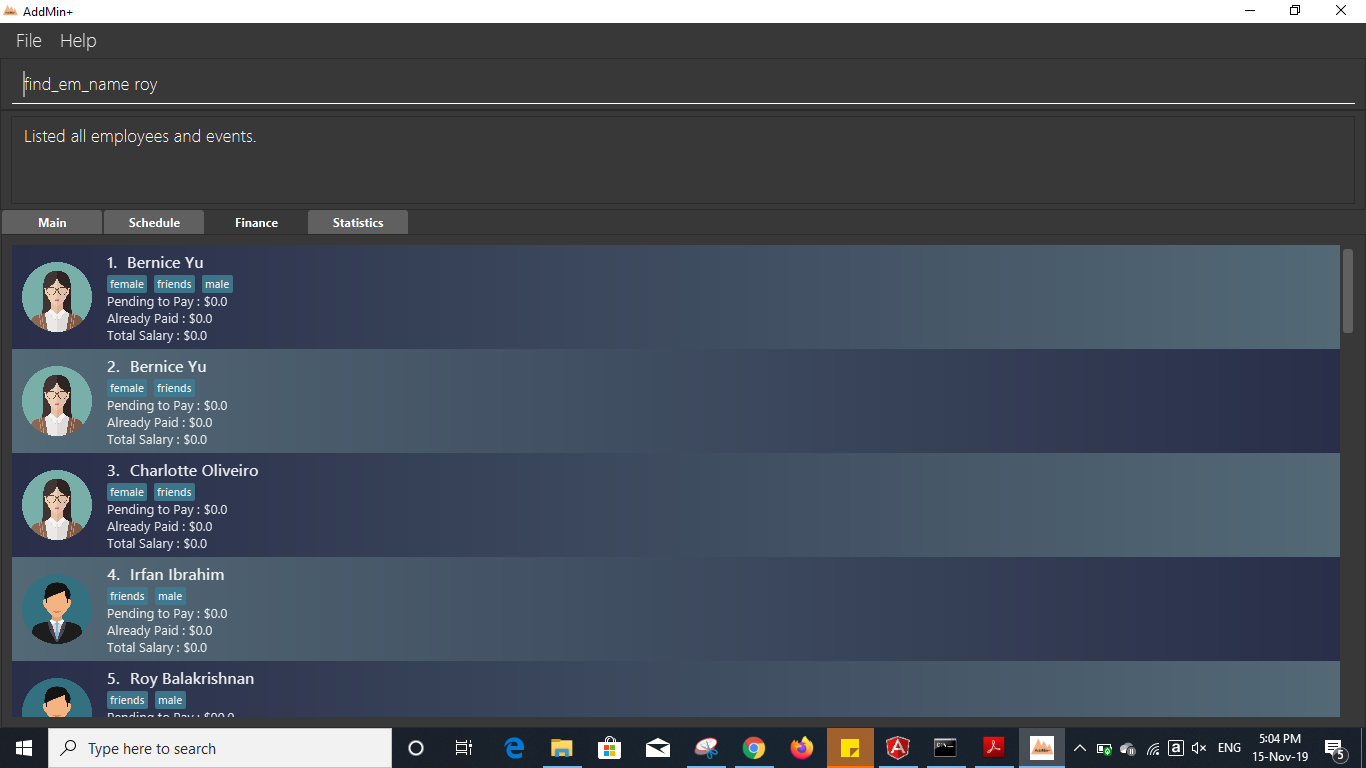 AddMin+
File Help
find_em_name roy
Listed all employees and events.
Main Schedule Finance Statistics
1. Bernice Yu
female friends male
Pending to Pay : $0.0
Already Paid : $0.0
Total Salary : $0.0
2. Bernice Yu
female friends
Pending to Pay : $0.0
Already Paid : $0.0
Total Salary : $0.0
3. Charlotte Oliveiro
female friends
Pending to Pay : $0.0
Already Paid : $0.0
Total Salary : $0.0
4. Irfan Ibrahim
friends male
Pending to Pay : $0.0
Already Paid : $0.0
Total Salary : $0.0
5. Roy Balakrishnan
friends male
Pending to Pay :
Type here to search
ENG
5:04 PM
15-Nov-19
5